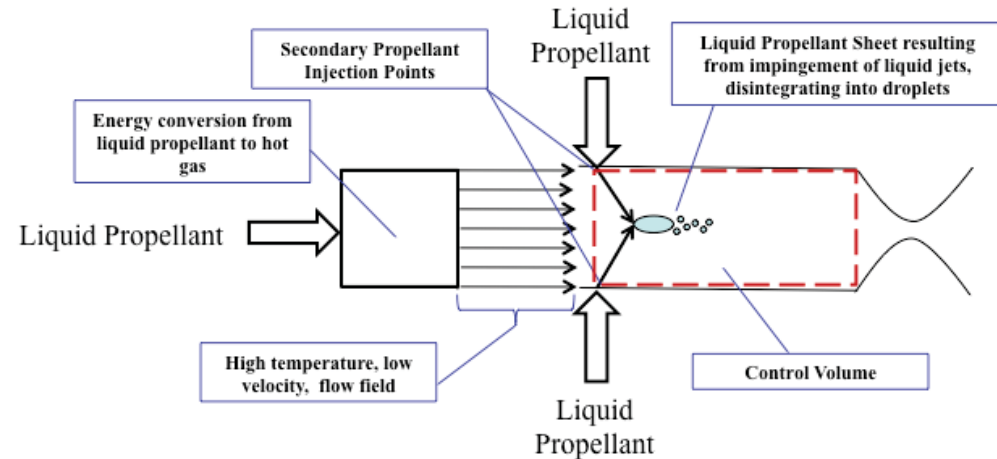 Secondary Propellant
Injection Points
Liquid
Propellant
Liquid Propellant Sheet resulting
from impingement of liquid jets,
disintegrating into droplets
Energy conversion from
liquid propellant to hot
gas
Liquid Propellant
High temperature, low
velocity,  flow field
Liquid
Propellant
Control Volume